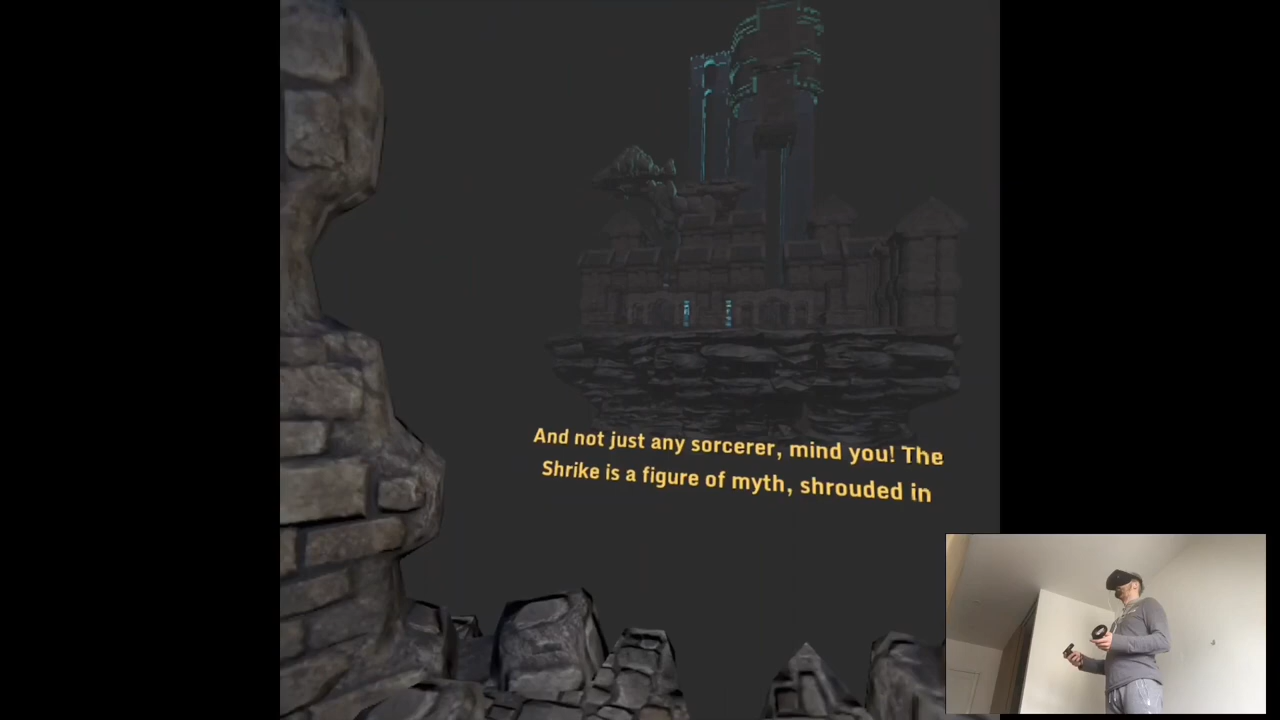 And not just any sorcerer, mind you! The
Shrike is a figure of myth, shrouded in